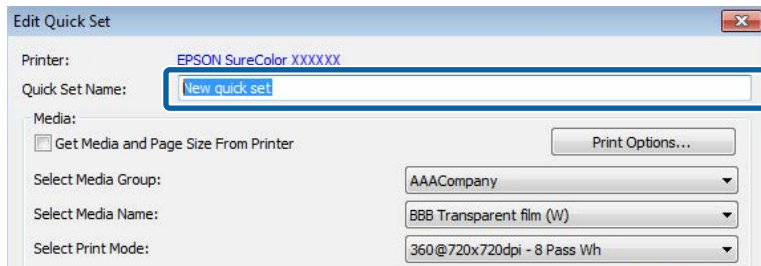 Edit Quick Set
Printer: EPSON SureColor XXXXXX
Quick Set Name: New quick set
Media:
Get Media and Page Size From Printer Print Options...
Select Media Group: AAACompany
Select Media Name: BBB Transparent film (W)
Select Print Mode: 360@720x720dpi - 8 Pass Wh